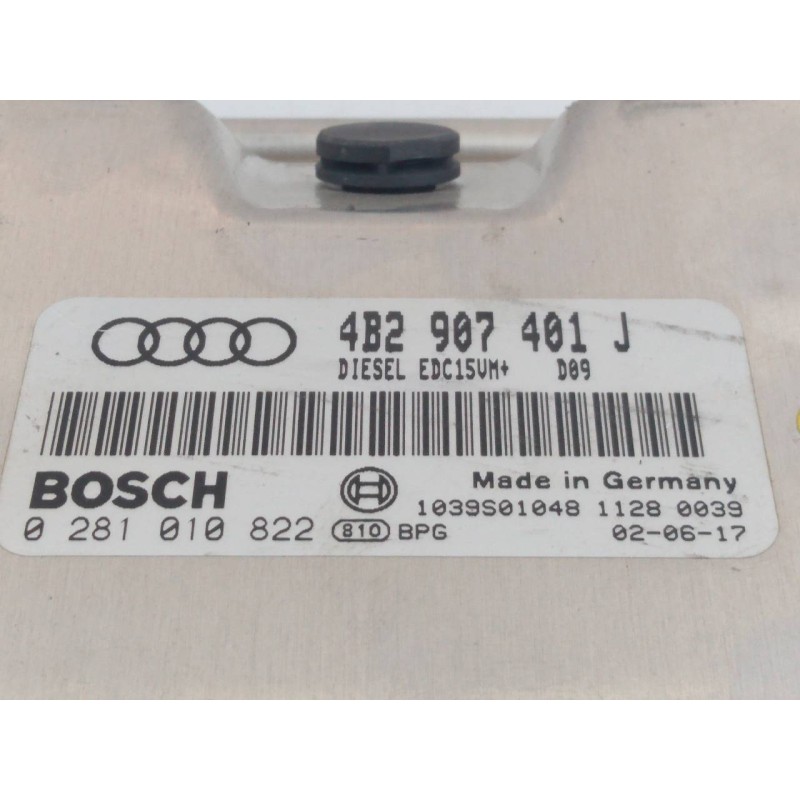 4B2 907 401 J
DIESEL EDC15VM+ D09
BOSCH
Made in Germany
1039S01048 1128 0039
0 281 010 822 810 BPG 02-06-17